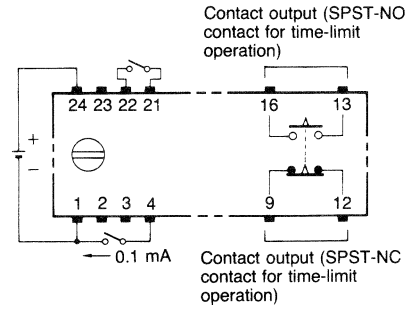 Contact output (SPST-NO
contact for time-limit
operation)
24 23 22 21 16 13
+
−
1 2 3 4 9 12
0.1 mA
Contact output (SPST-NC
contact for time-limit
operation)